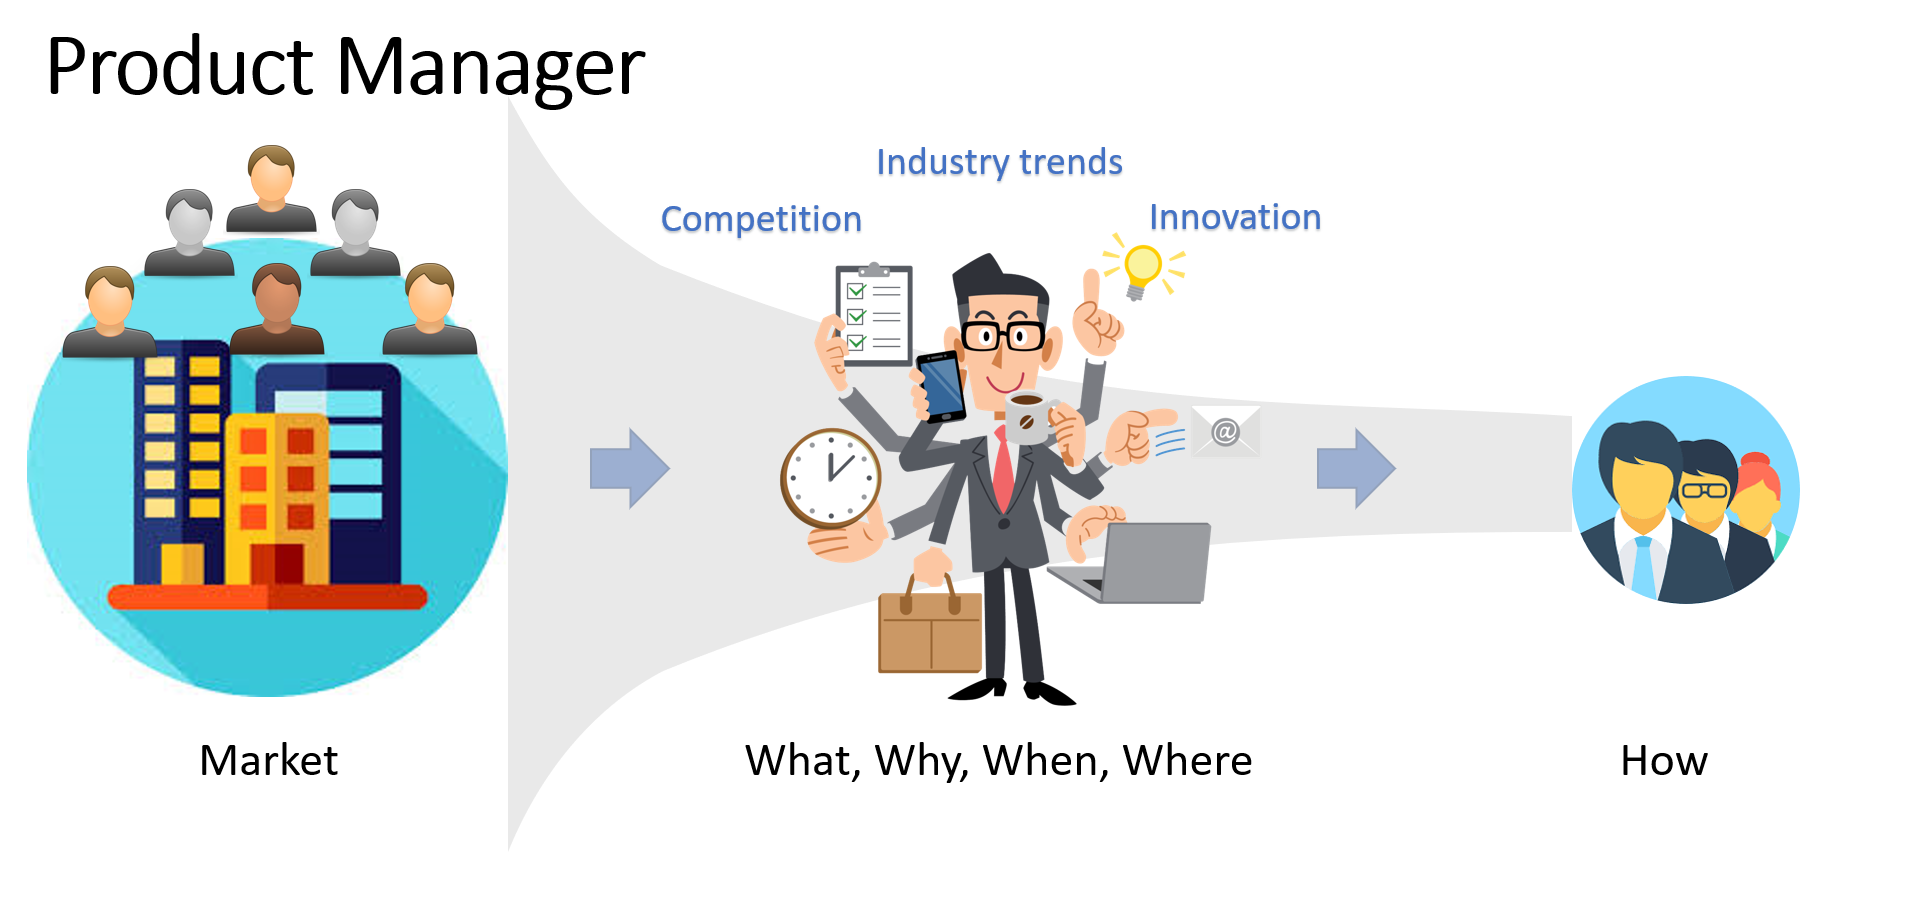 Product Manager
Industry trends
Competition
Innovation
@
Market
What, Why, When, Where
How